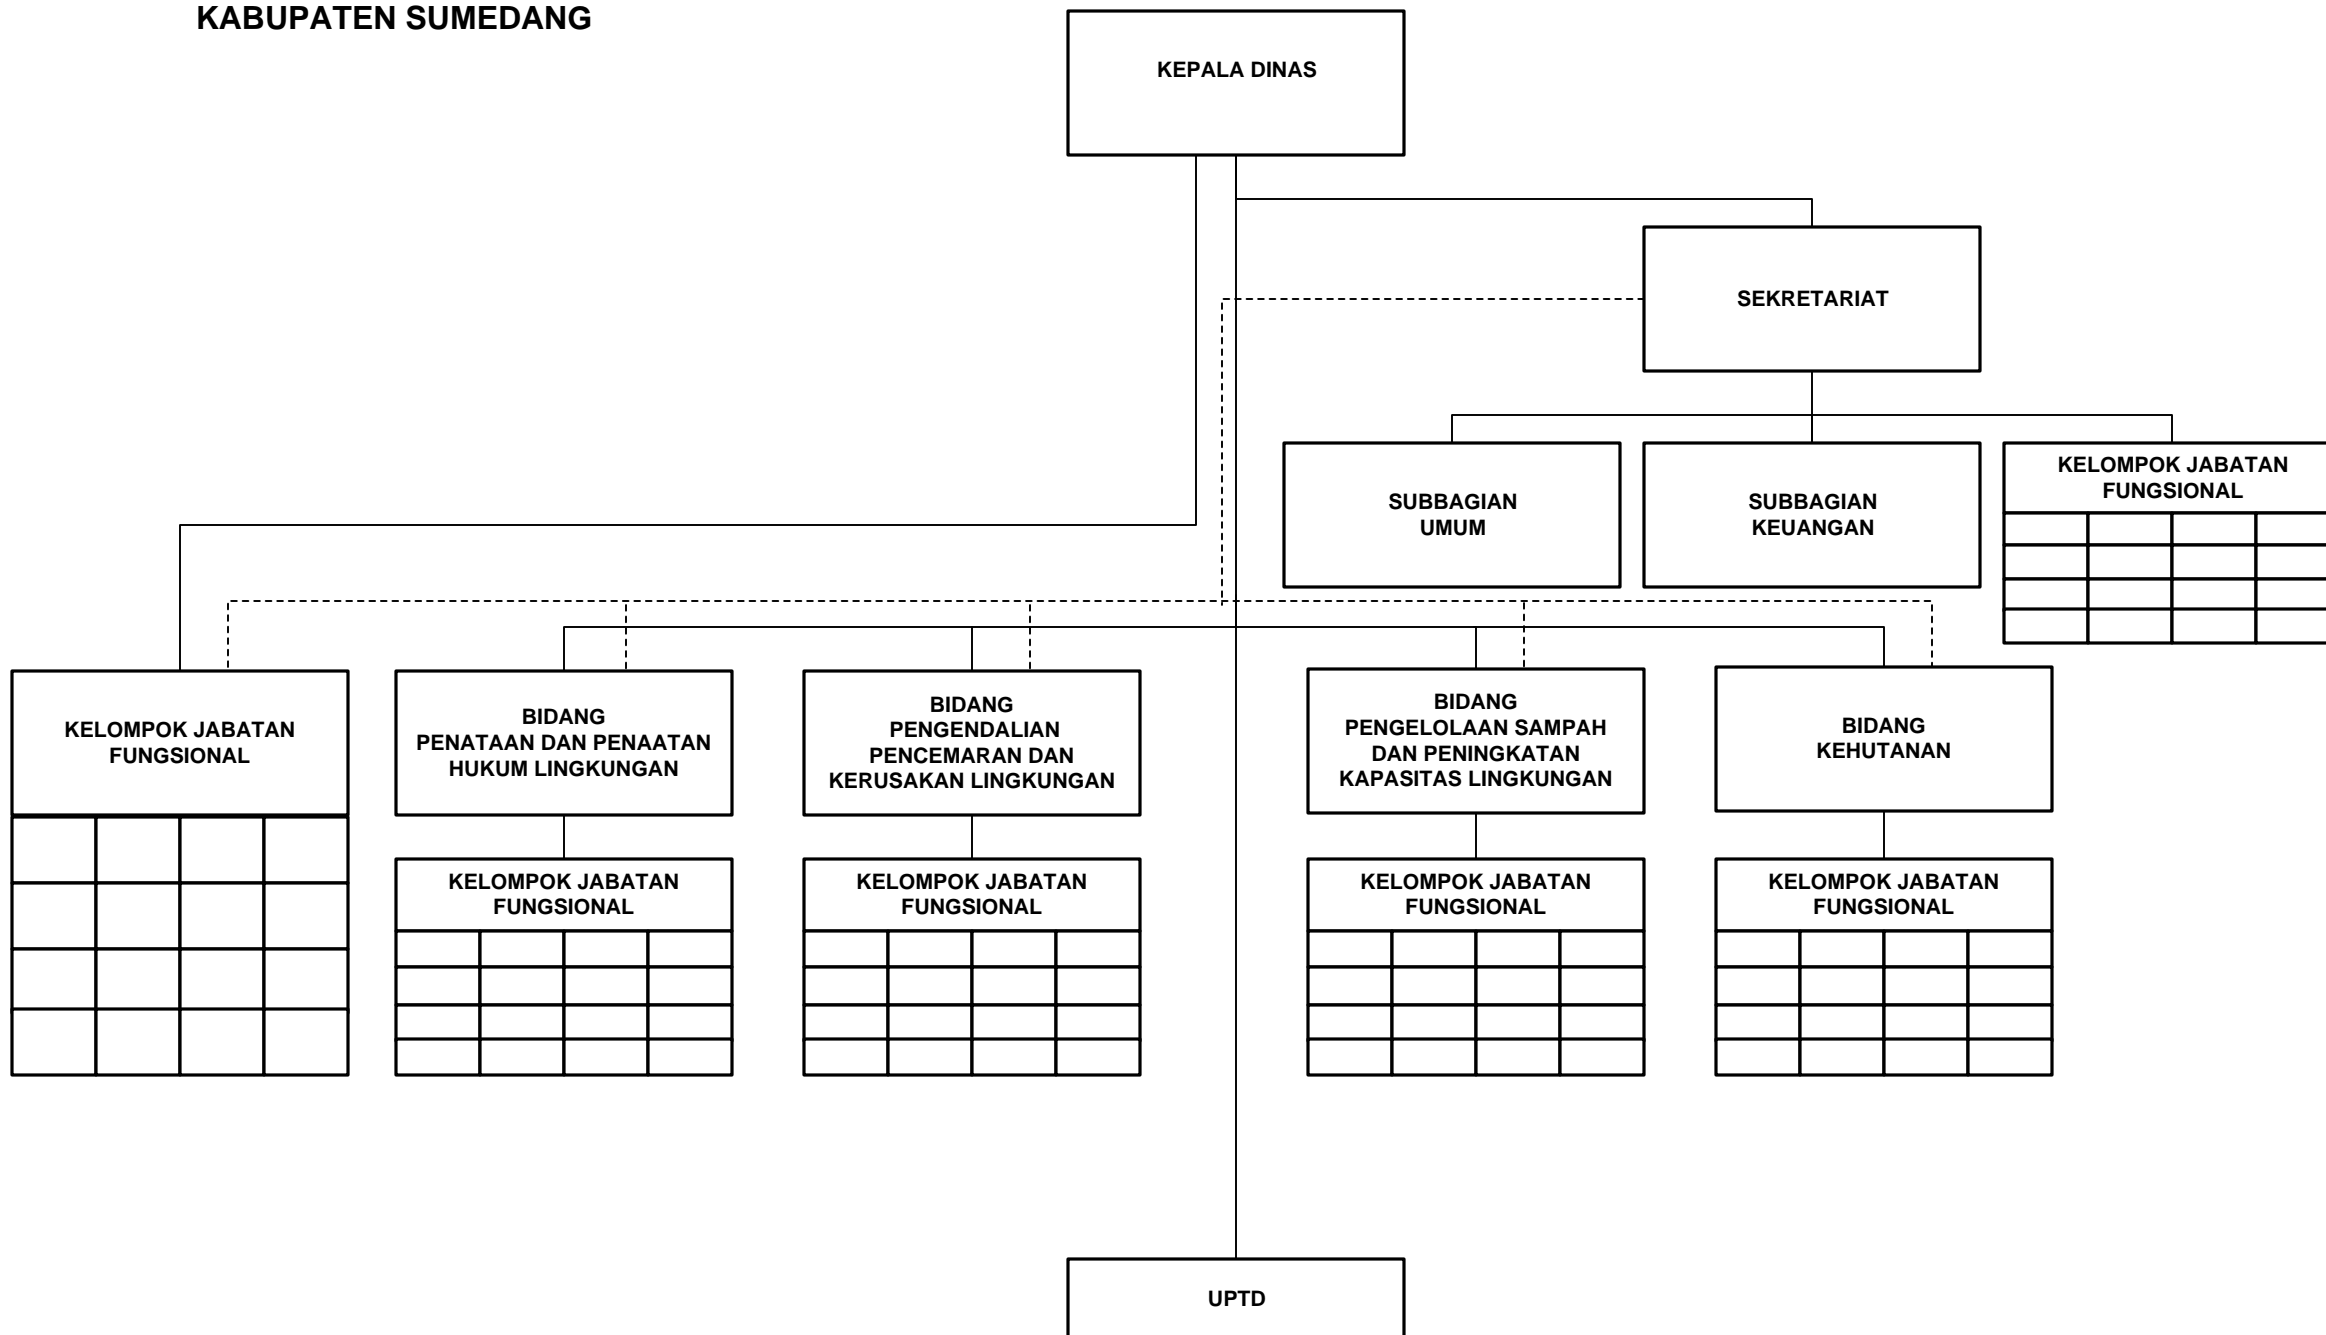 KABUPATEN SUMEDANG
KEPALA DINAS
SEKRETARIAT
SUBBAGIAN
UMUM
SUBBAGIAN
KEUANGAN
KELOMPOK JABATAN
FUNGSIONAL
KELOMPOK JABATAN
FUNGSIONAL
BIDANG
PENATAAN DAN PENAATAN
HUKUM LINGKUNGAN
BIDANG
PENGENDALIAN
PENCEMARAN DAN
KERUSAKAN LINGKUNGAN
BIDANG
PENGELOLAAN SAMPAH
DAN PENINGKATAN
KAPASITAS LINGKUNGAN
BIDANG
KEHUTANAN
KELOMPOK JABATAN
FUNGSIONAL
KELOMPOK JABATAN
FUNGSIONAL
KELOMPOK JABATAN
FUNGSIONAL
KELOMPOK JABATAN
FUNGSIONAL
UPTD